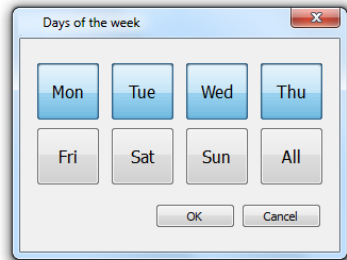 Days of the week
Mon Tue Wed Thu
Fri Sat Sun All
OK Cancel